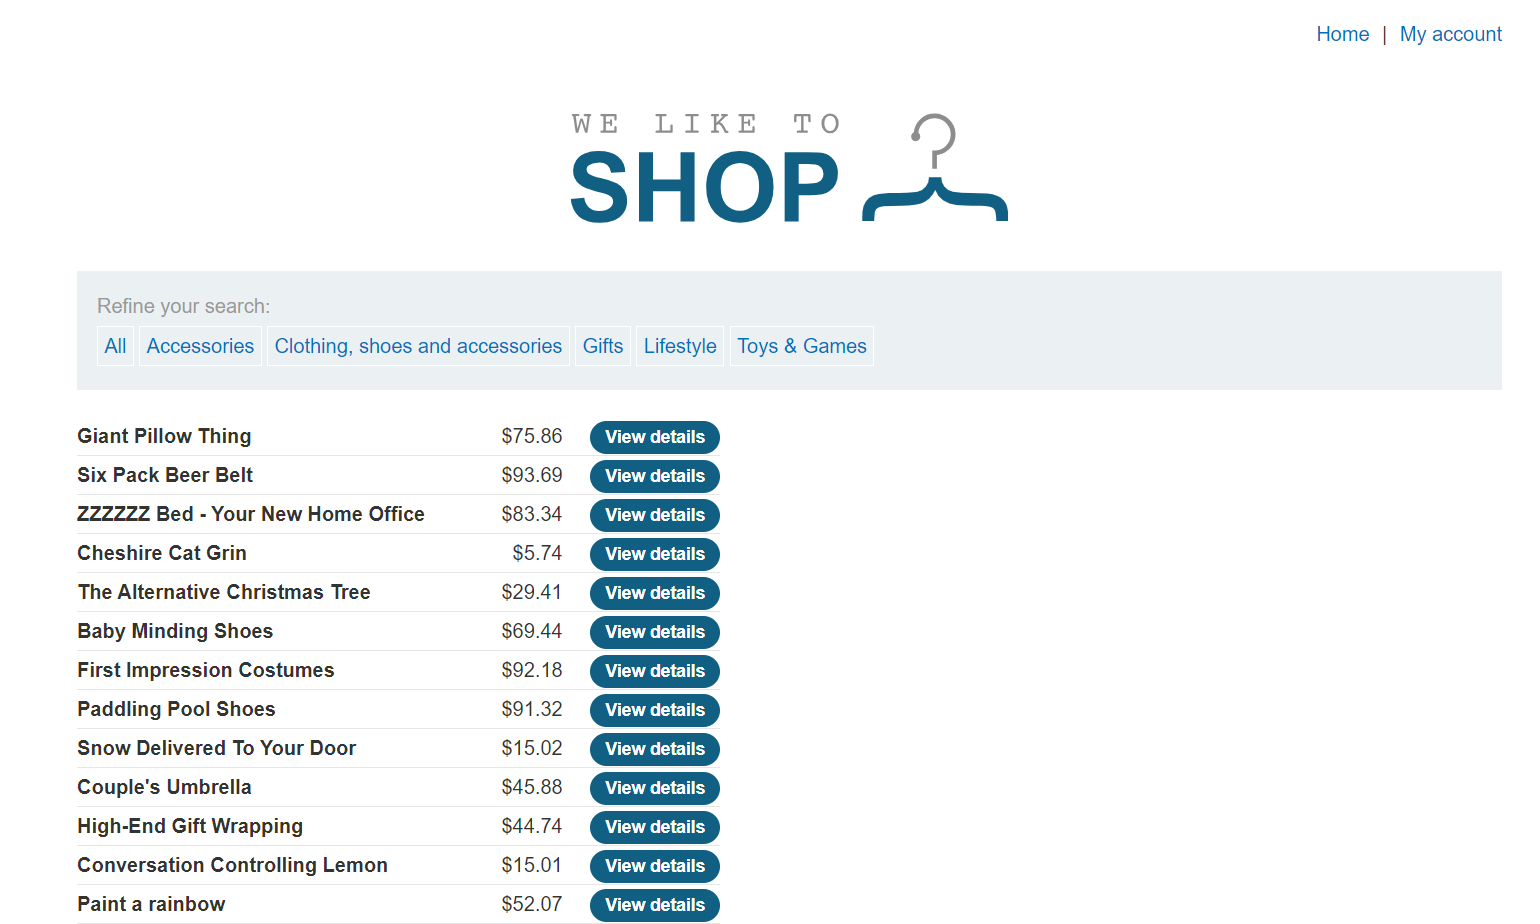 Home | My account
WE LIKE TO
SHOP
Refine your search:
All Accessories Clothing, shoes and accessories Gifts Lifestyle Toys & Games
Giant Pillow Thing $75.86 View details
Six Pack Beer Belt $93.69 View details
ZZZZZZ Bed - Your New Home Office $83.34 View details
Cheshire Cat Grin $5.74 View details
The Alternative Christmas Tree $29.41 View details
Baby Minding Shoes $69.44 View details
First Impression Costumes $92.18 View details
Paddling Pool Shoes $91.32 View details
Snow Delivered To Your Door $15.02 View details
Couple's Umbrella $45.88 View details
High-End Gift Wrapping $44.74 View details
Conversation Controlling Lemon $15.01 View details
Paint a rainbow $52.07 View details